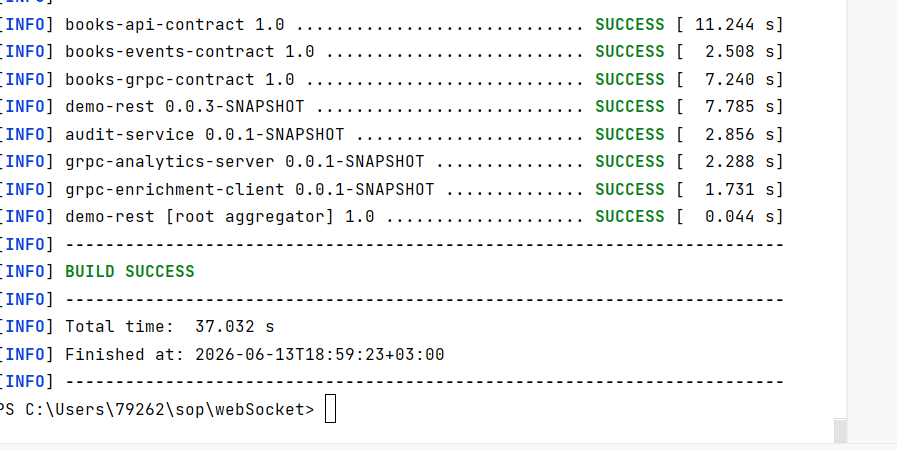 [INFO] books-api-contract 1.0 ............................. SUCCESS [ 11.244 s]
[INFO] books-events-contract 1.0 .......................... SUCCESS [  2.508 s]
[INFO] books-grpc-contract 1.0 ............................ SUCCESS [  7.240 s]
[INFO] demo-rest 0.0.3-SNAPSHOT ........................... SUCCESS [  7.785 s]
[INFO] audit-service 0.0.1-SNAPSHOT ....................... SUCCESS [  2.856 s]
[INFO] grpc-analytics-server 0.0.1-SNAPSHOT ............... SUCCESS [  2.288 s]
[INFO] grpc-enrichment-client 0.0.1-SNAPSHOT .............. SUCCESS [  1.731 s]
[INFO] demo-rest [root aggregator] 1.0 .................... SUCCESS [  0.044 s]
[INFO] ------------------------------------------------------------------------
[INFO] BUILD SUCCESS
[INFO] ------------------------------------------------------------------------
[INFO] Total time:  37.032 s
[INFO] Finished at: 2026-06-13T18:59:23+03:00
[INFO] ------------------------------------------------------------------------
PS C:\Users\79262\sop\webSocket>